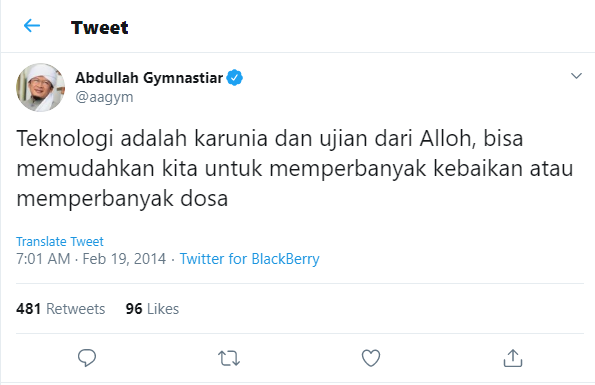 Tweet
Abdullah Gymnastiar
@aagym
Teknologi adalah karunia dan ujian dari Alloh, bisa
memudahkan kita untuk memperbanyak kebaikan atau
memperbanyak dosa
Translate Tweet
7:01 AM · Feb 19, 2014 · Twitter for BlackBerry
481 Retweets 96 Likes